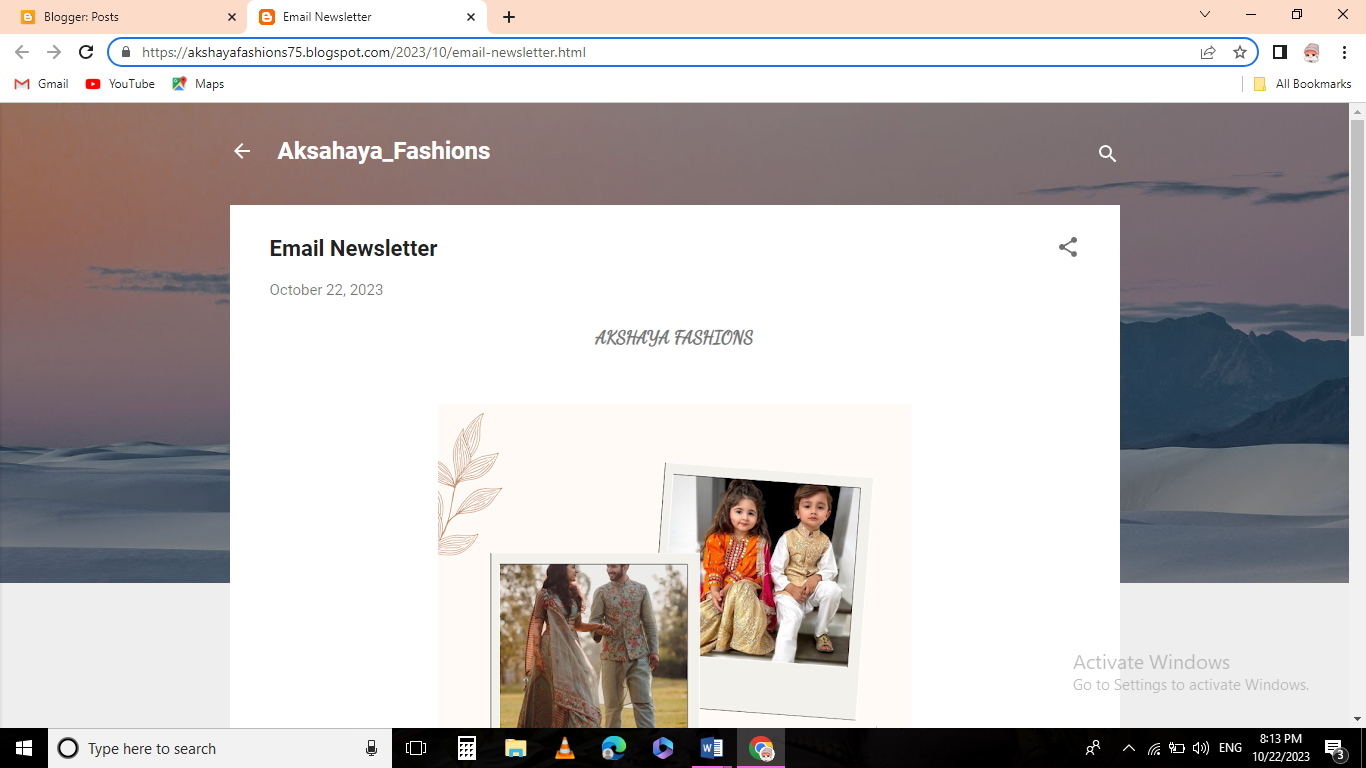 Blogger: Posts
Email Newsletter
https://akshayafashions75.blogspot.com/2023/10/email-newsletter.html
Gmail
YouTube
Maps
All Bookmarks
Aksahaya_Fashions
Email Newsletter
October 22, 2023
AKSHAYA FASHIONS
Activate Windows
Go to Settings to activate Windows.
Type here to search
ENG
8:13 PM
10/22/2023
3